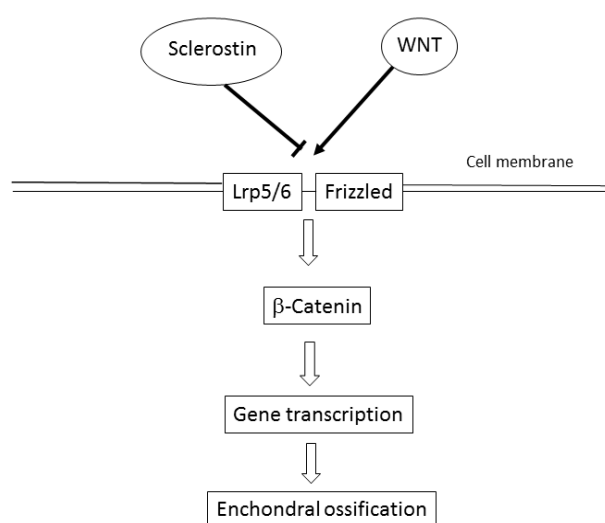 Sclerostin
WNT
Cell membrane
Lrp5/6
Frizzled
β-Catenin
Gene transcription
Enchondral ossification